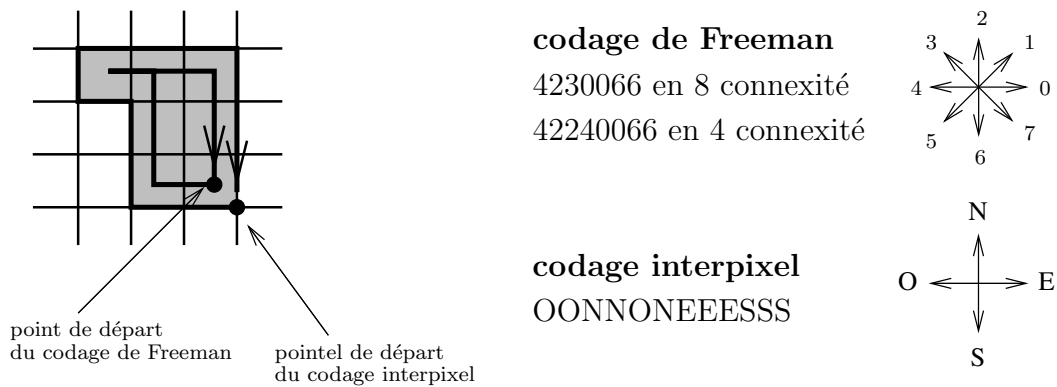 codage de Freeman
4230066 en 8 connexité
42240066 en 4 connexité
2
3 1
4 0
5 7
6
codage interpixel
OONNONEEESSS
N
O E
S
point de départ
du codage de Freeman
pointel de départ
du codage interpixel